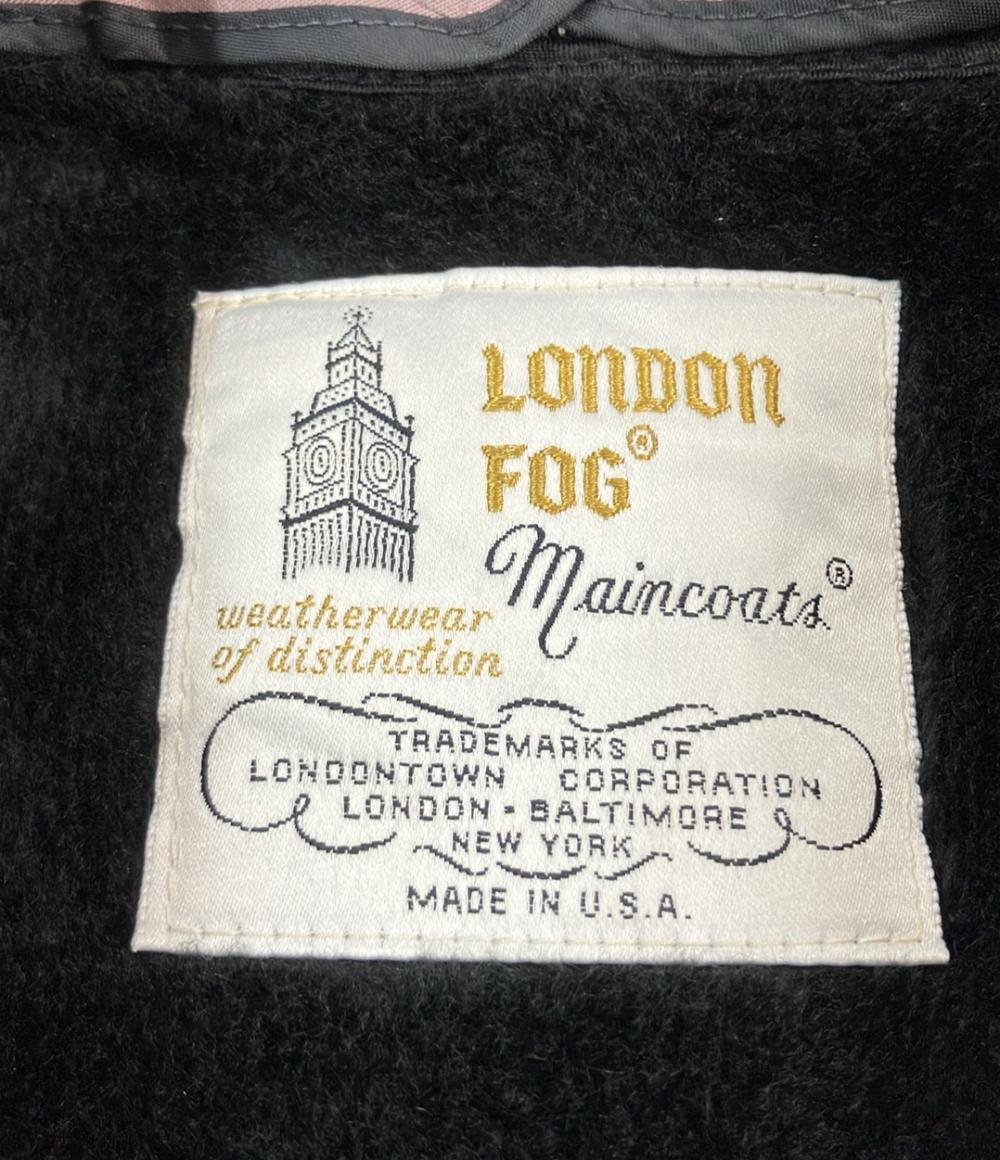 LONDON
FOG®
Maincoats®
weatherwear
of distinction
TRADEMARKS OF
LONDONTOWN CORPORATION
LONDON - BALTIMORE
NEW YORK
MADE IN U.S.A.